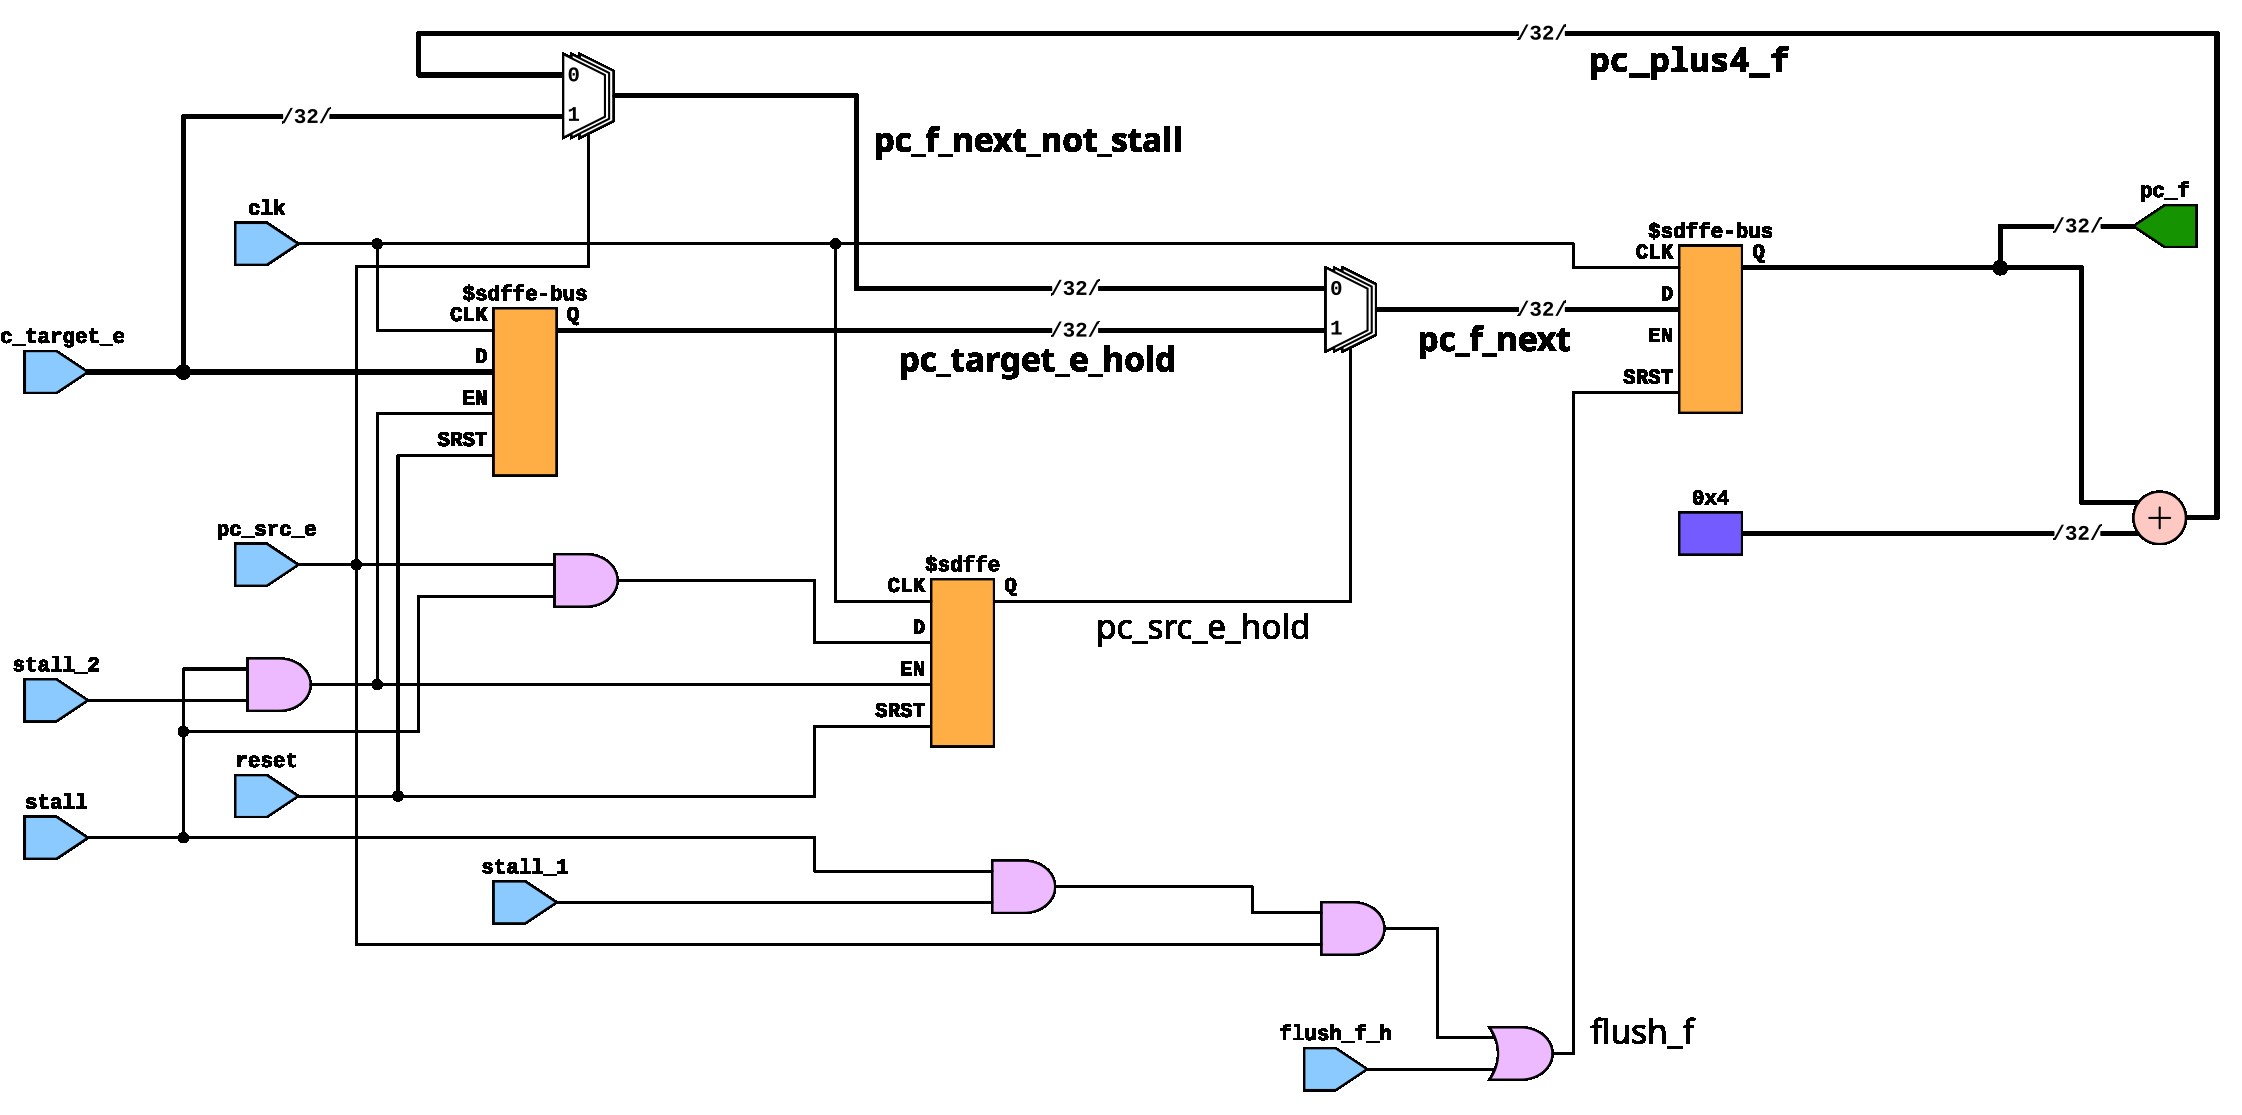 /32/
pc_plus4_f
0
/32/
1
pc_f_next_not_stall
pc_f
clk
/32/
$sdffe-bus
CLK
Q
$sdffe-bus
CLK
Q
/32/
0
D
/32/
c_target_e
/32/
1
EN
D
pc_target_e_hold
pc_f_next
SRST
EN
SRST
0x4
+
/32/
pc_src_e
$sdffe
CLK
Q
D
pc_src_e_hold
stall_2
EN
SRST
reset
stall
stall_1
flush_f_h
flush_f